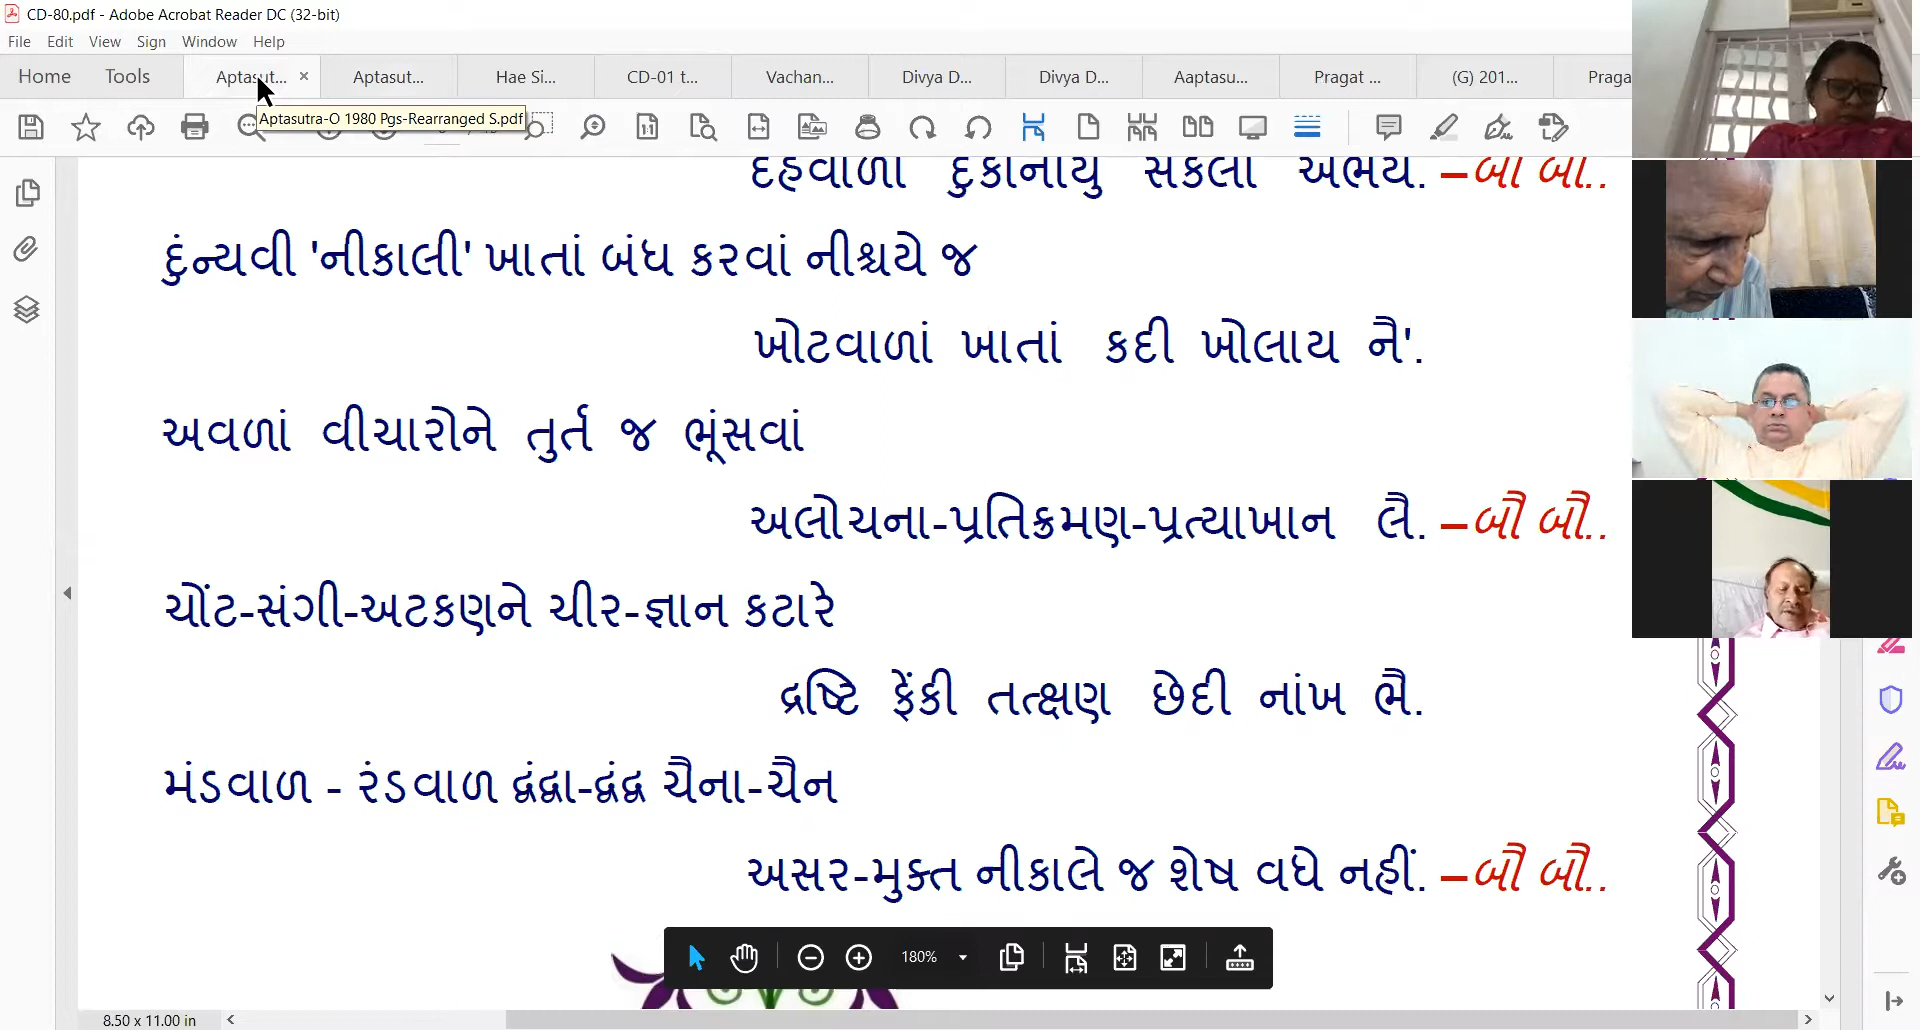 CD-80.pdf - Adobe Acrobat Reader DC (32-bit)
File Edit View Sign Window Help
Home Tools Aptasut... × Aptasut... Hae Si... CD-01 t... Vachan... Divya D... Divya D... Aaptasu... Pragat ... (G) 201... Praga
Aptasutra-O 1980 Pgs-Rearranged S.pdf
દેહવાળી દુકાનોયુ સંકેલી અભયે. –બૌ બૌ..
દુંન્યવી 'નીકાલી' ખાતાં બંધ કરવાં નીશ્ચયે જ
ખોટવાળાં ખાતાં કદી ખોલાય નૈ'.
અવળાં વીચારોને તુર્ત જ ભૂંસવાં
અલોચના-પ્રતિક્રમણ-પ્રત્યાખાન લૈ. –બૌ બૌ..
ચોંટ-સંગી-અટકણને ચીર-જ્ઞાન કટારે
દ્રષ્ટિ ફેંકી તત્ક્ષણ છેદી નાંખ ભૈ.
મંડવાળ - રંડવાળ દ્વંદ્વા-દ્વંદ્વ ચૈના-ચૈન
અસર-મુક્ત નીકાલે જ શેષ વધે નહીં. –બૌ બૌ..
180%
8.50 x 11.00 in